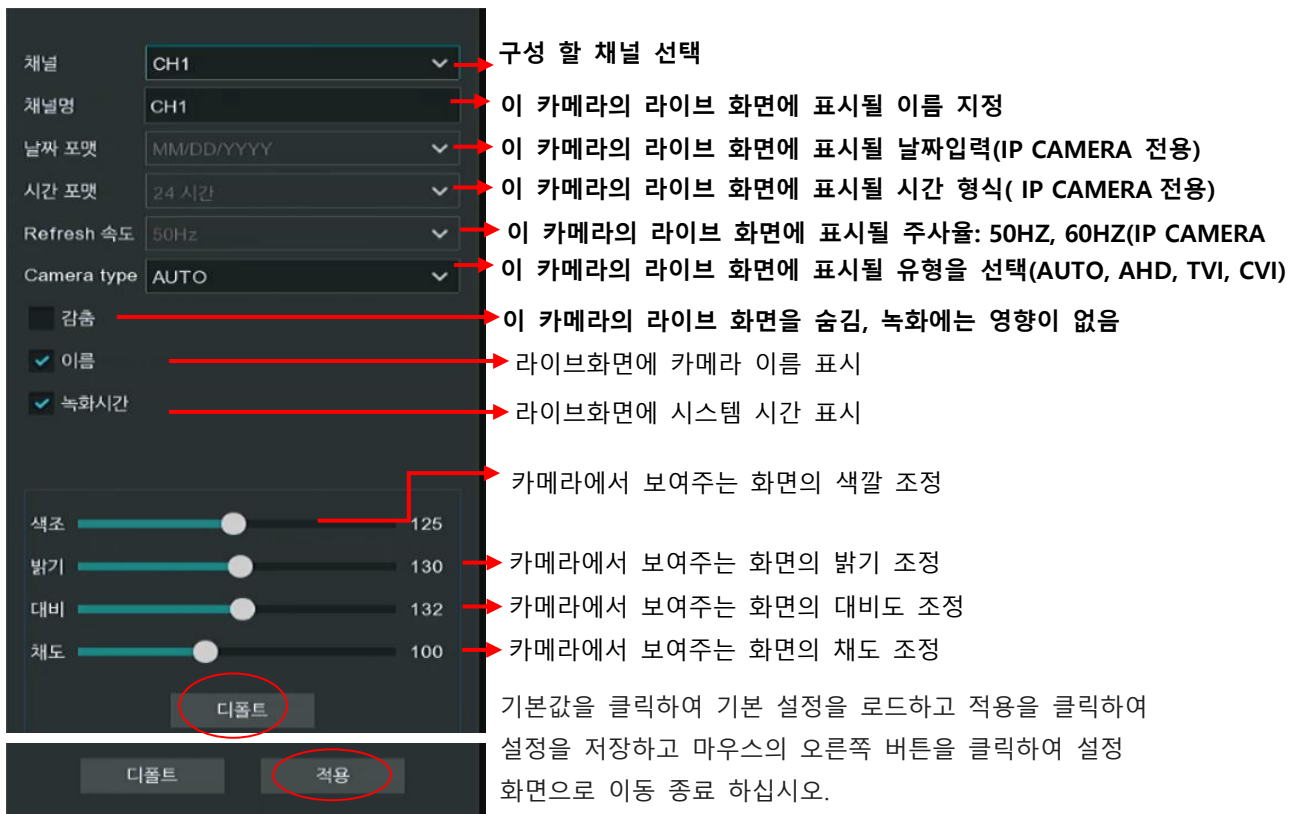 채널 CH1 구성 할 채널 선택
채널명 CH1 이 카메라의 라이브 화면에 표시될 이름 지정
날짜 포맷 MM/DD/YYYY 이 카메라의 라이브 화면에 표시될 날짜입력(IP CAMERA 전용)
시간 포맷 24 시간 이 카메라의 라이브 화면에 표시될 시간 형식( IP CAMERA 전용)
Refresh 속도 50Hz 이 카메라의 라이브 화면에 표시될 주사율: 50HZ, 60HZ(IP CAMERA
Camera type AUTO 이 카메라의 라이브 화면에 표시될 유형을 선택(AUTO, AHD, TVI, CVI)
감춤 이 카메라의 라이브 화면을 숨김, 녹화에는 영향이 없음
이름 라이브화면에 카메라 이름 표시
녹화시간 라이브화면에 시스템 시간 표시
카메라에서 보여주는 화면의 색깔 조정
색조 125
밝기 130 카메라에서 보여주는 화면의 밝기 조정
대비 132 카메라에서 보여주는 화면의 대비도 조정
채도 100 카메라에서 보여주는 화면의 채도 조정
디폴트
기본값을 클릭하여 기본 설정을 로드하고 적용을 클릭하여
설정을 저장하고 마우스의 오른쪽 버튼을 클릭하여 설정
화면으로 이동 종료 하십시오.
디폴트 적용